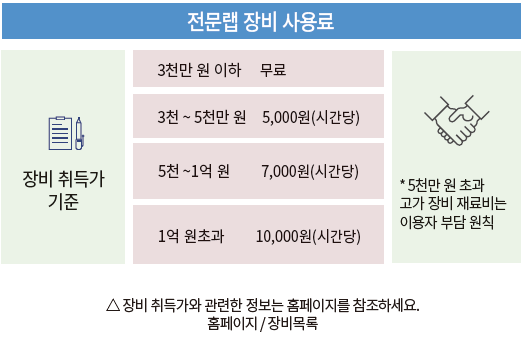 전문랩 장비 사용료
장비 취득가
기준
3천만 원 이하 무료
3천 ~ 5천만 원 5,000원(시간당)
5천 ~1억 원 7,000원(시간당)
1억 원초과 10,000원(시간당)
* 5천만 원 초과
고가 장비 재료비는
이용자 부담 원칙
△ 장비 취득가와 관련한 정보는 홈페이지를 참조하세요.
홈페이지 / 장비목록